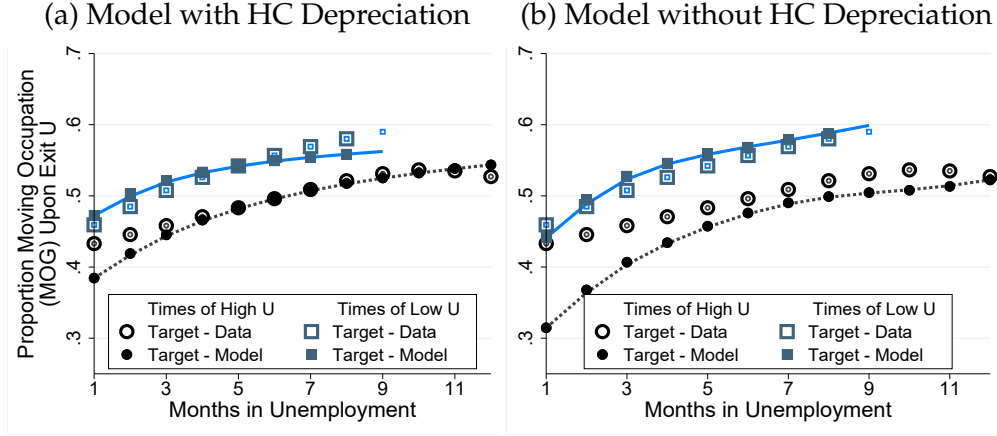 (a) Model with HC Depreciation
(b) Model without HC Depreciation
Proportion Moving Occupation
(MOG) Upon Exit U
.7
.6
.5
.4
.3
Times of High U Times of Low U
Target - Data Target - Data
Target - Model Target - Model
1 3 5 7 9 11
Months in Unemployment
.7
.6
.5
.4
.3
Times of High U Times of Low U
Target - Data Target - Data
Target - Model Target - Model
1 3 5 7 9 11
Months in Unemployment